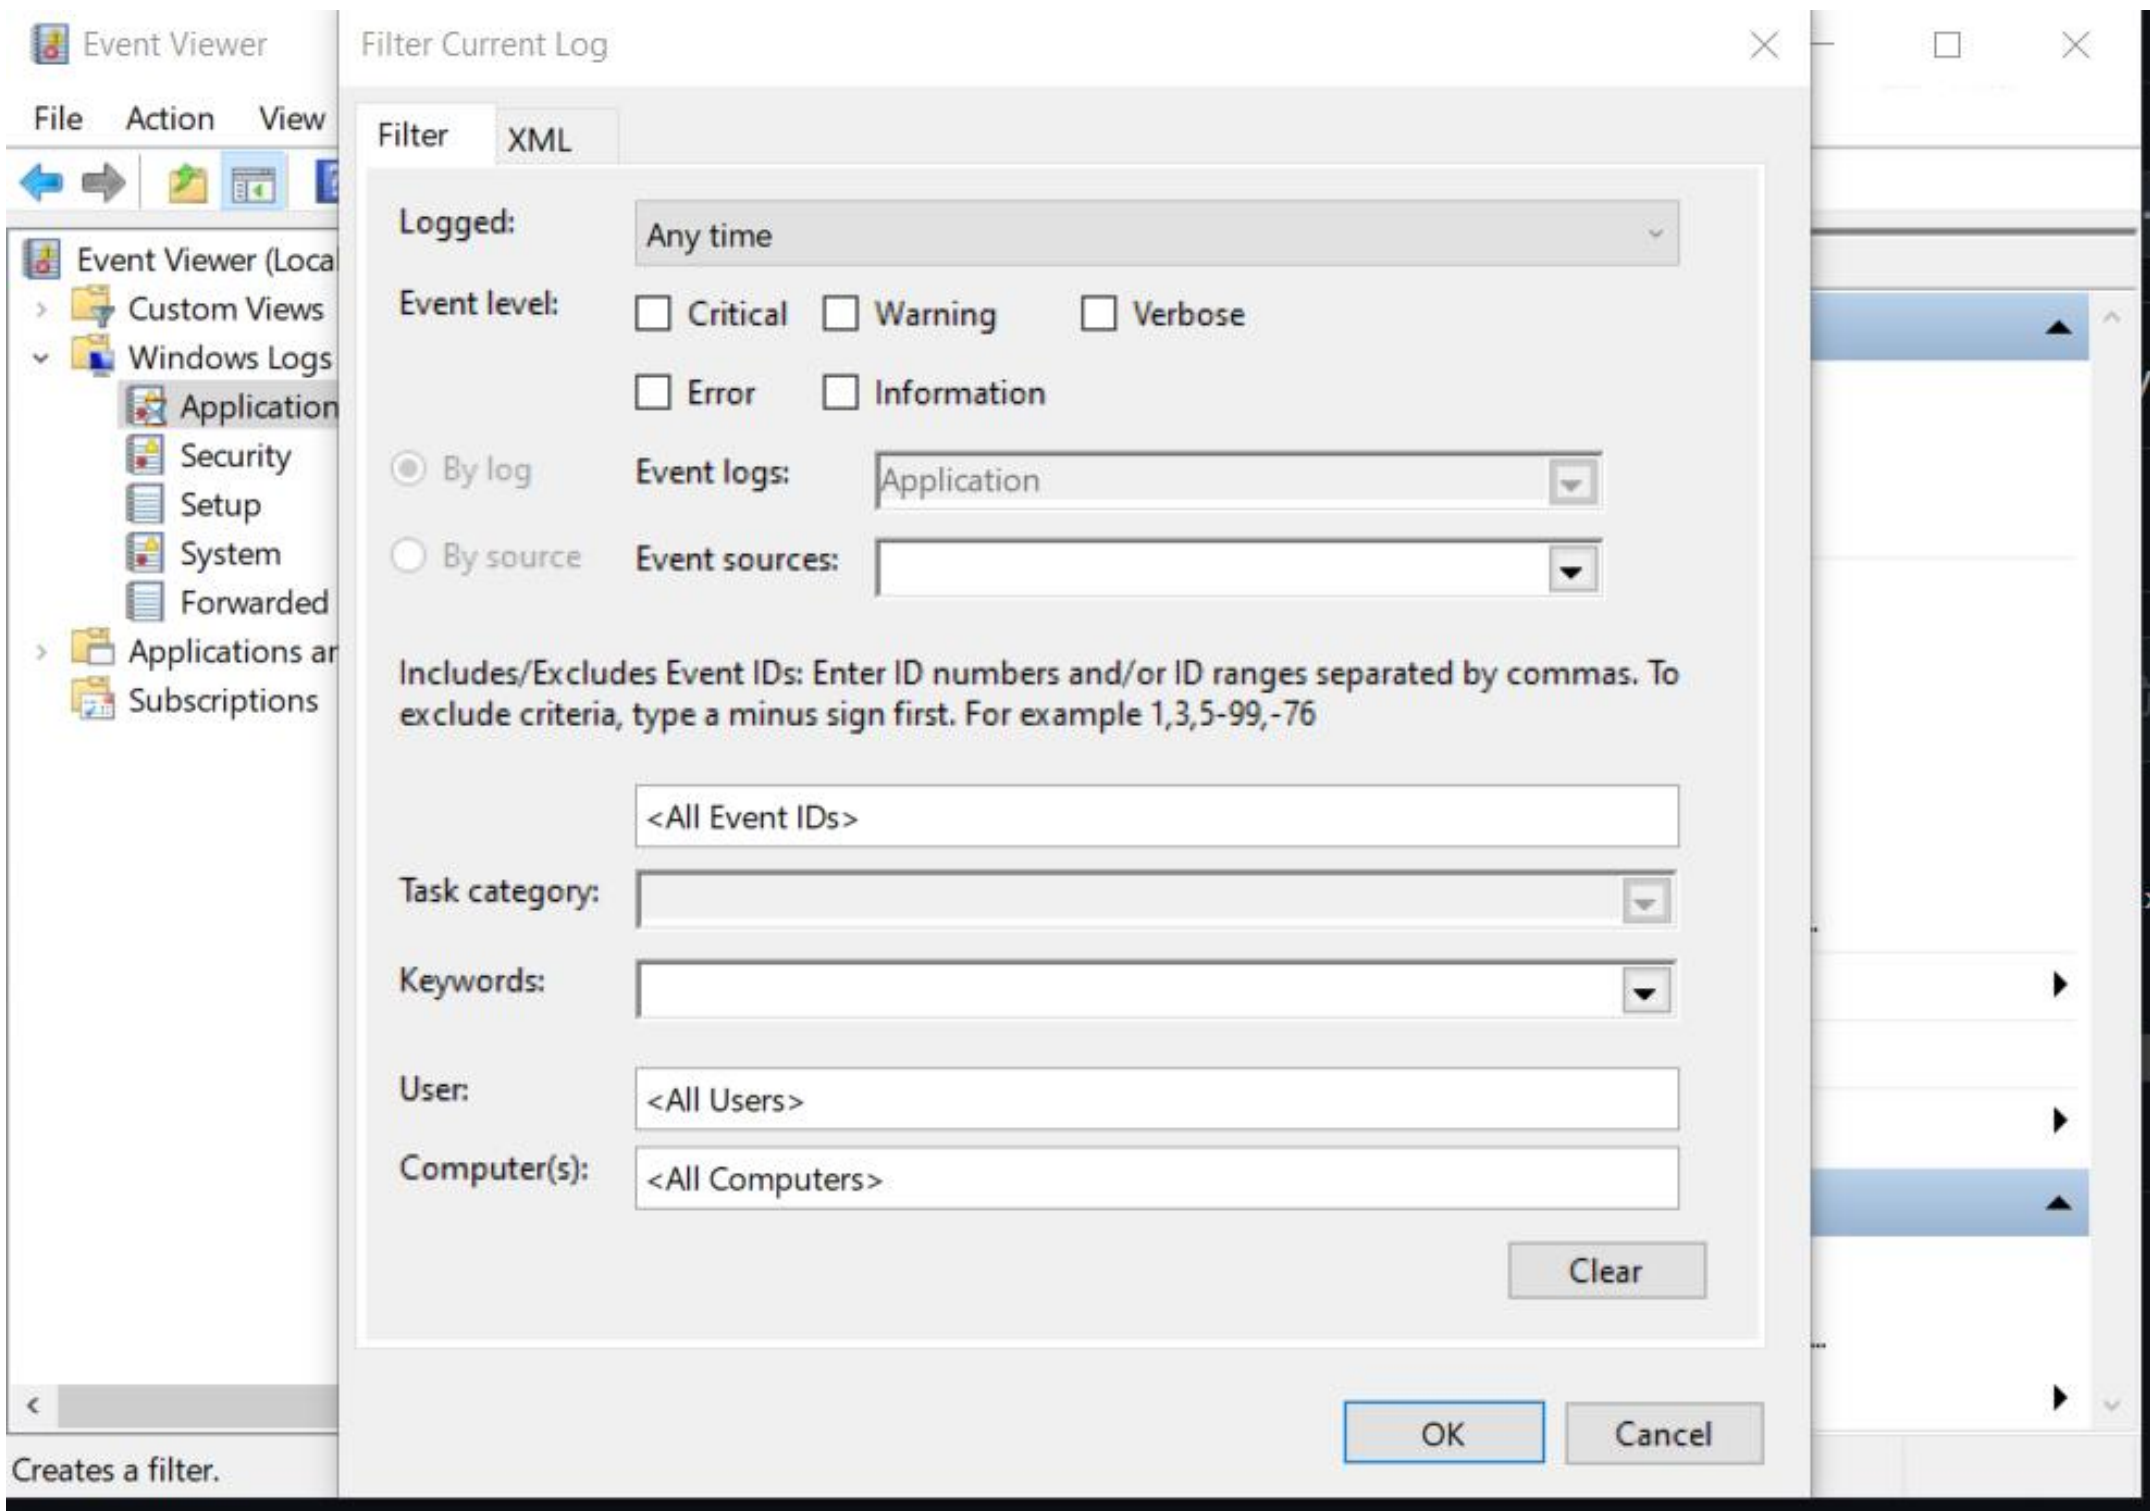 Event Viewer
Filter Current Log
File Action View
Filter XML
Logged: Any time
Event Viewer (Loca
Custom Views
Windows Logs
Application
Security
Setup
System
Forwarded
Applications ar
Subscriptions
Event level: Critical Warning Verbose
Error Information
By log Event logs: Application
By source Event sources:
Includes/Excludes Event IDs: Enter ID numbers and/or ID ranges separated by commas. To
exclude criteria, type a minus sign first. For example 1,3,5-99,-76
<All Event IDs>
Task category:
Keywords:
User: <All Users>
Computer(s): <All Computers>
Clear
OK Cancel
Creates a filter.